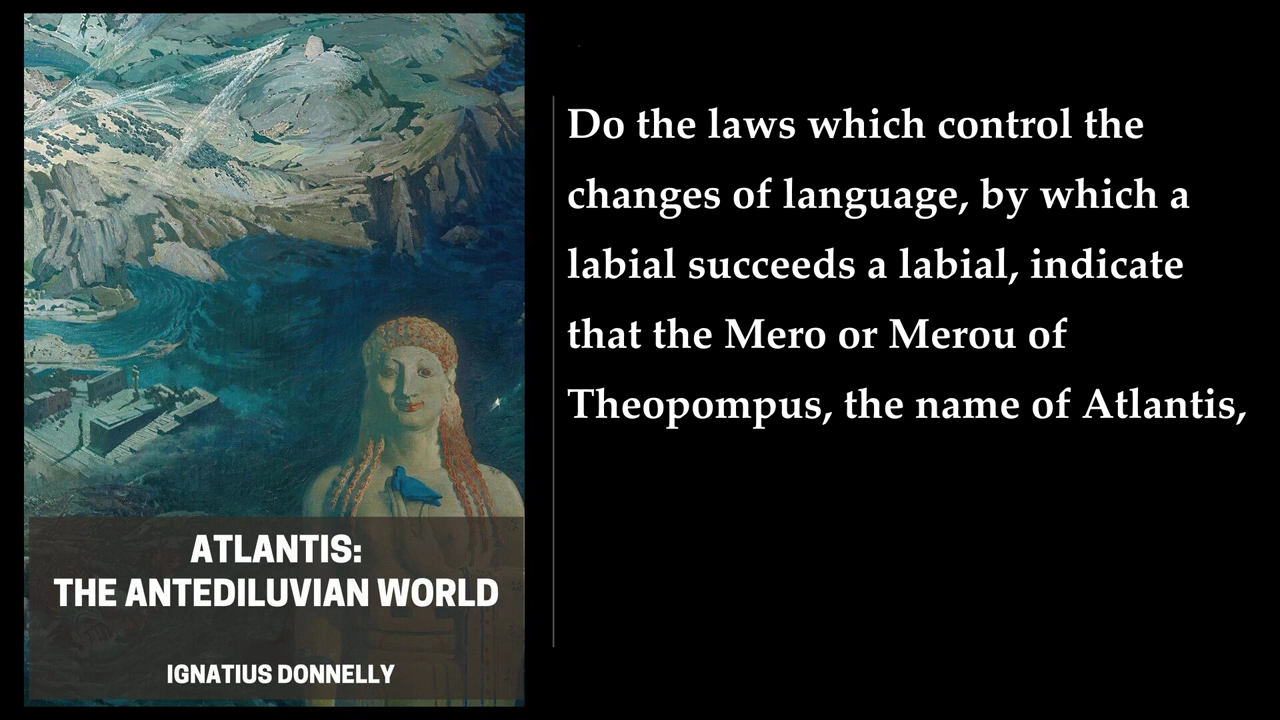 ATLANTIS:
THE ANTEDILUVIAN WORLD
IGNATIUS DONNELLY
Do the laws which control the
changes of language, by which a
labial succeeds a labial, indicate
that the Mero or Merou of
Theopompus, the name of Atlantis,